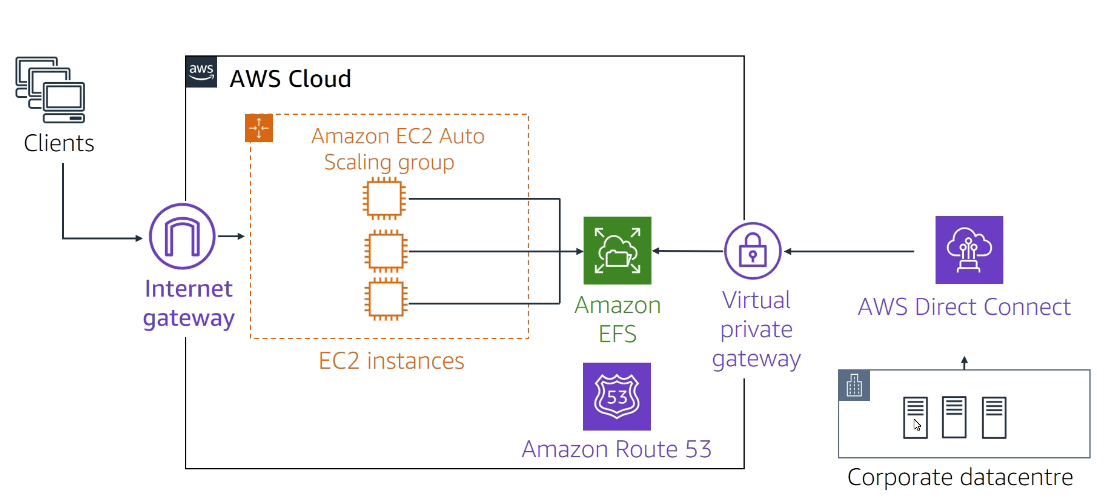 aws
AWS Cloud
Clients
Amazon EC2 Auto
Scaling group
Internet
gateway
EC2 instances
Amazon
EFS
53
Amazon Route 53
Virtual
private
gateway
AWS Direct Connect
Corporate datacentre